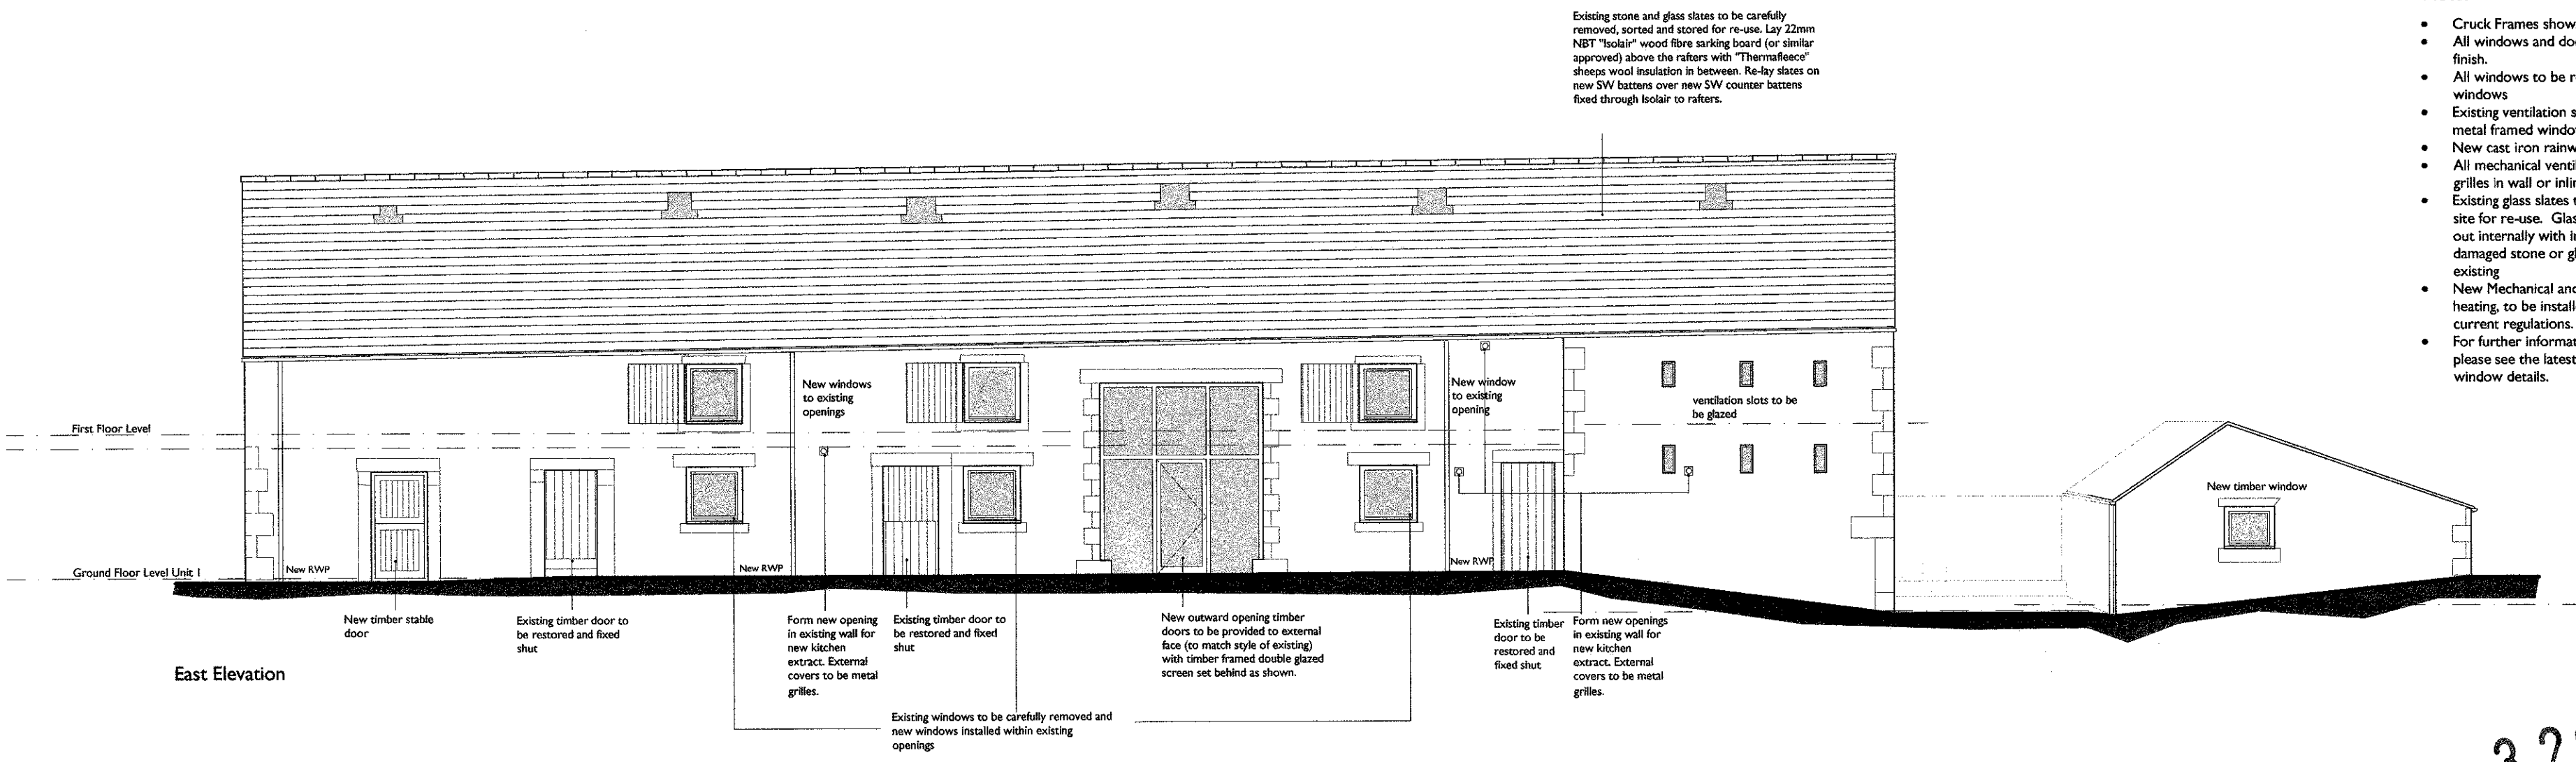 Existing stone and glass slates to be carefully
removed, sorted and stored for re-use. Lay 22mm
NBT "Isolair" wood fibre sarking board (or similar
approved) above the rafters with "Thermafleece"
sheeps wool insulation in between. Re-lay slates on
new SW battens over new SW counter battens
fixed through Isolair to rafters.
• Cruck Frames show
• All windows and do
finish.
• All windows to be r
windows
• Existing ventilation s
metal framed windo
• New cast iron rainw
• All mechanical venti
grilles in wall or inli
• Existing glass slates t
site for re-use. Glas
out internally with i
damaged stone or gl
existing
• New Mechanical and
heating, to be install
current regulations.
• For further informat
please see the latest
window details.
New windows
to existing
openings
New window
to existing
opening
ventilation slots to be
be glazed
First Floor Level
New timber window
Ground Floor Level Unit 1
New RWP
New RWP
New RWP
New timber stable
door
Existing timber door to
be restored and fixed
shut
Form new opening
in existing wall for
new kitchen
extract. External
covers to be metal
grilles.
Existing timber door to
be restored and fixed
shut
New outward opening timber
doors to be provided to external
face (to match style of existing)
with timber framed double glazed
screen set behind as shown.
Existing timber
door to be
restored and
fixed shut
Form new openings
in existing wall for
new kitchen
extract. External
covers to be metal
grilles.
East Elevation
Existing windows to be carefully removed and
new windows installed within existing
openings